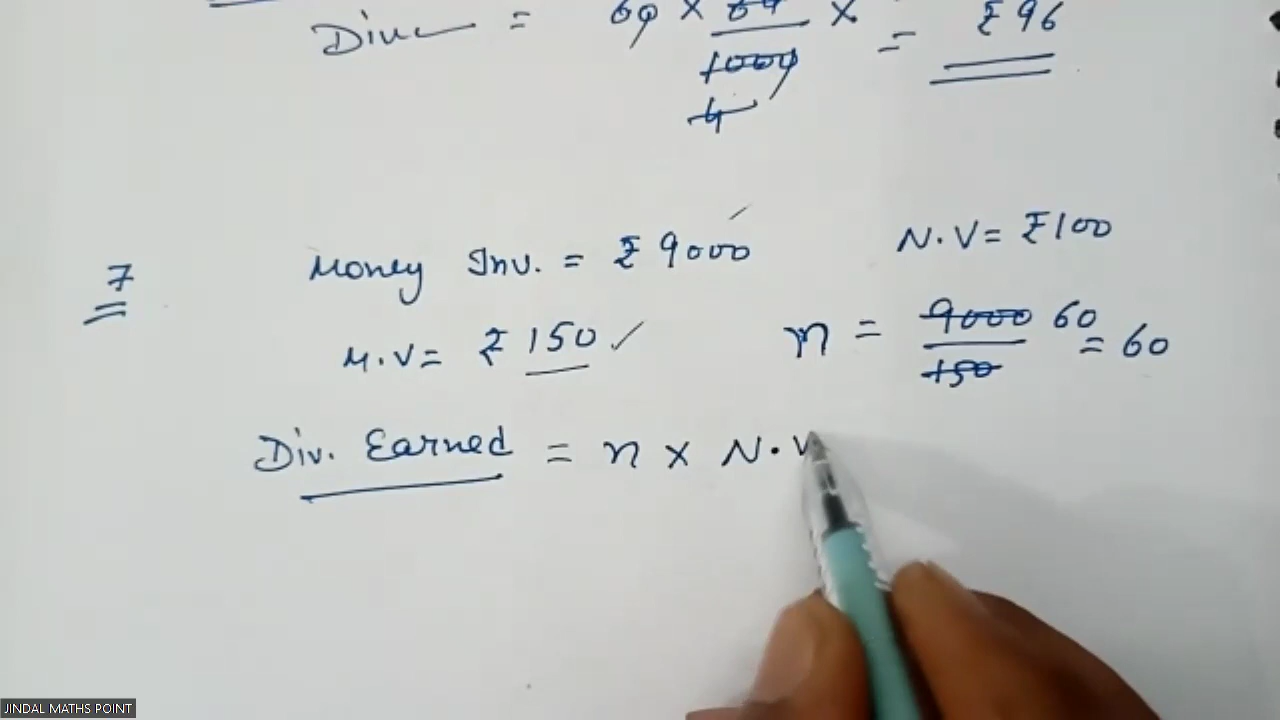 Div = 60 × × = ₹96
1000
4
7 Money Inv. = ₹ 9000 N.V = ₹100
M.V = ₹ 150 ✓ n = 9000 60 = 60
150
Div. Earned = n × N.V
JINDAL MATHS POINT